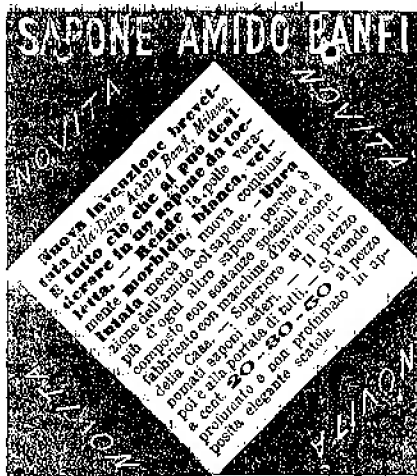 SAPONE AMIDO BANFI
NOVITA
NOVITA
Nuova invenzione brevet-
tata della Ditta Achille Banfi, Milano.
È tutto ciò che si può desi-
derare in un sapone da toe-
letta. — Rende la pelle vera-
mente morbida, bianca, vel-
lutata mercè la nuova combina-
zione dell'amido col sapone. — Dura
più d'ogni altro sapone, perchè è
composto con sostanze speciali ed è
fabbricato con macchine d'invenzione
della Casa. — Superiore ai più ri-
nomati saponi esteri. — Il prezzo
poi è alla portata di tutti. — Si vende
a cent. 20-30-50 al pezzo
profumato e non profumato in ap-
posita elegante scatola.
NOVITA
NOVITA